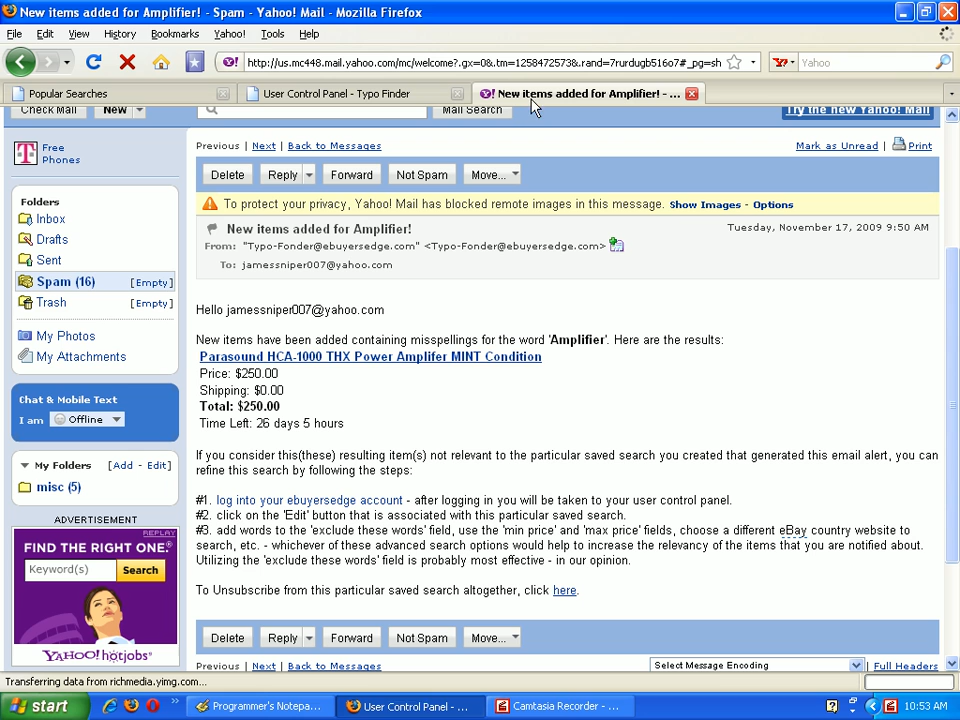 New items added for Amplifier! - Spam - Yahoo! Mail - Mozilla Firefox
File Edit View History Bookmarks Yahoo! Tools Help
http://us.mc448.mail.yahoo.com/mc/welcome?.gx=0&.tm=1258472573&.rand=7rurdugb516o7#_pg=sh
Yahoo
Popular Searches
User Control Panel - Typo Finder
New items added for Amplifier! - ...
Check Mail New Mail Search Try the new Yahoo! Mail
Free
Phones
Folders
Inbox
Drafts
Sent
Spam (16) [Empty]
Trash [Empty]
My Photos
My Attachments
Chat & Mobile Text
I am Offline
My Folders [Add - Edit]
misc (5)
ADVERTISEMENT
REPLAY
FIND THE RIGHT ONE.
Keyword(s) Search
YAHOO! hotjobs
Previous | Next | Back to Messages Mark as Unread | Print
Delete Reply Forward Not Spam Move...
To protect your privacy, Yahoo! Mail has blocked remote images in this message. Show Images - Options
New items added for Amplifier! Tuesday, November 17, 2009 9:50 AM
From: "Typo-Fonder@ebuyersedge.com" <Typo-Fonder@ebuyersedge.com>
To: jamessniper007@yahoo.com
Hello jamessniper007@yahoo.com
New items have been added containing misspellings for the word 'Amplifier'. Here are the results:
Parasound HCA-1000 THX Power Amplifer MINT Condition
Price: $250.00
Shipping: $0.00
Total: $250.00
Time Left: 26 days 5 hours
If you consider this(these) resulting item(s) not relevant to the particular saved search you created that generated this email alert, you can
refine this search by following the steps:
#1. log into your ebuyersedge account - after logging in you will be taken to your user control panel.
#2. click on the 'Edit' button that is associated with this particular saved search.
#3. add words to the 'exclude these words' field, use the 'min price' and 'max price' fields, choose a different eBay country website to
search, etc. - whichever of these advanced search options would help to increase the relevancy of the items that you are notified about.
Utilizing the 'exclude these words' field is probably most effective - in our opinion.
To Unsubscribe from this particular saved search altogether, click here.
Delete Reply Forward Not Spam Move...
Previous | Next | Back to Messages Select Message Encoding | Full Headers
Transferring data from richmedia.yimg.com...
start Programmer's Notepa... User Control Panel - ... Camtasia Recorder - ... 10:53 AM